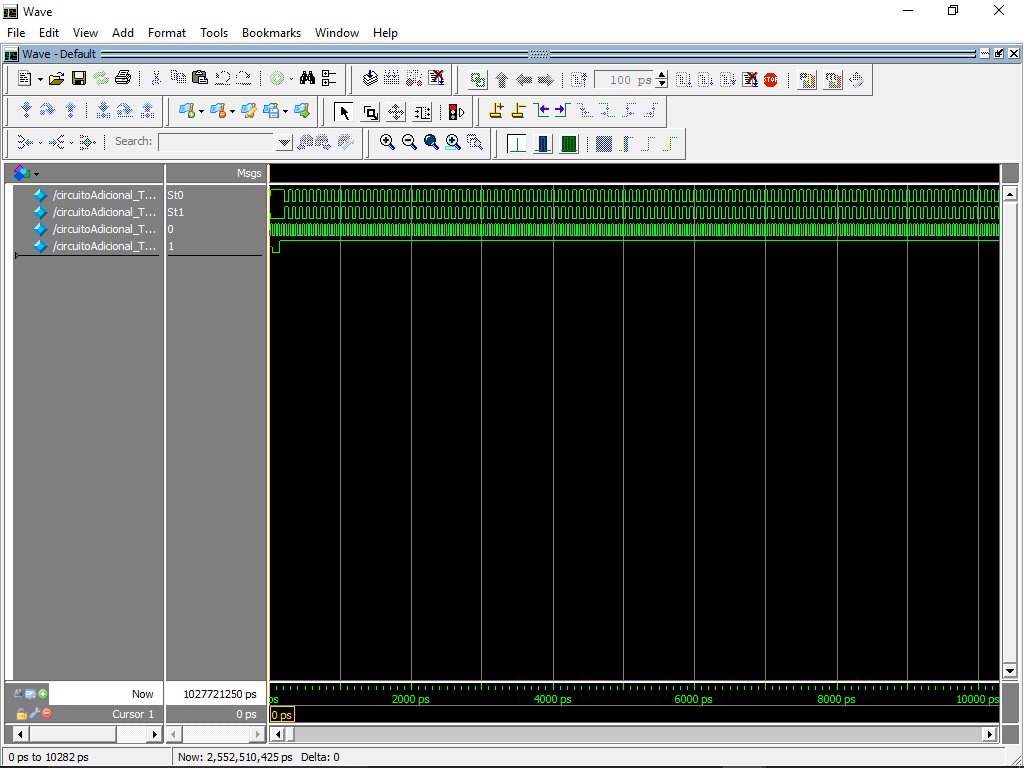 Wave
File Edit View Add Format Tools Bookmarks Window Help
Wave - Default
100 ps
STOP
Search:
Msgs
/circuitoAdicional_T... St0
/circuitoAdicional_T... St1
/circuitoAdicional_T... 0
/circuitoAdicional_T... 1
Now 1027721250 ps
ps 2000 ps 4000 ps 6000 ps 8000 ps 10000 ps
Cursor 1 0 ps 0 ps
0 ps to 10282 ps Now: 2,552,510,425 ps Delta: 0